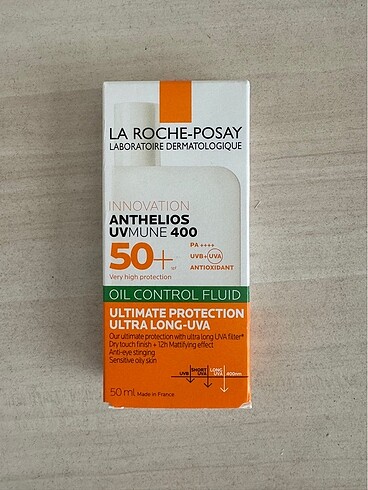 LA ROCHE-POSAY
LABORATOIRE DERMATOLOGIQUE
INNOVATION
ANTHELIOS
UVMUNE 400
50+
SPF
Very high protection
PA ++++
UVB+UVA
ANTIOXIDANT
OIL CONTROL FLUID
ULTIMATE PROTECTION
ULTRA LONG-UVA
Our ultimate protection with ultra long UVA filter*
Dry touch finish + 12h Mattifying effect
Anti-eye stinging
Sensitive oily skin
UVB
SHORT UVA
LONG UVA
400nm
50 ml Made in France